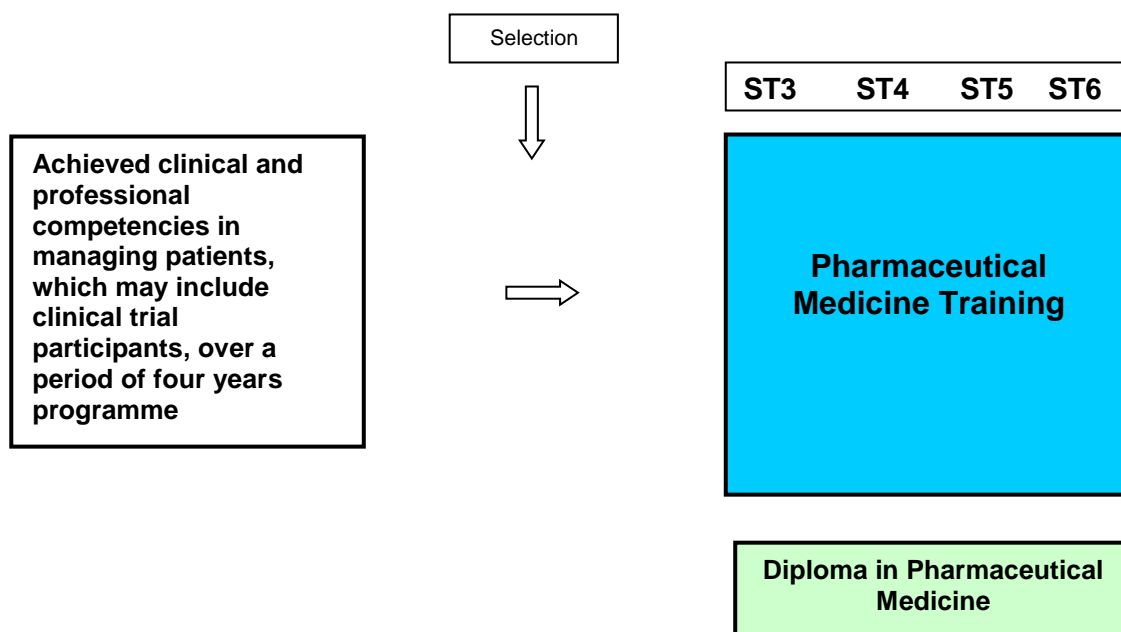 Selection
ST3 ST4 ST5 ST6
Achieved clinical and
professional
competencies in
managing patients,
which may include
clinical trial
participants, over a
period of four years
programme
Pharmaceutical
Medicine Training
Diploma in Pharmaceutical
Medicine